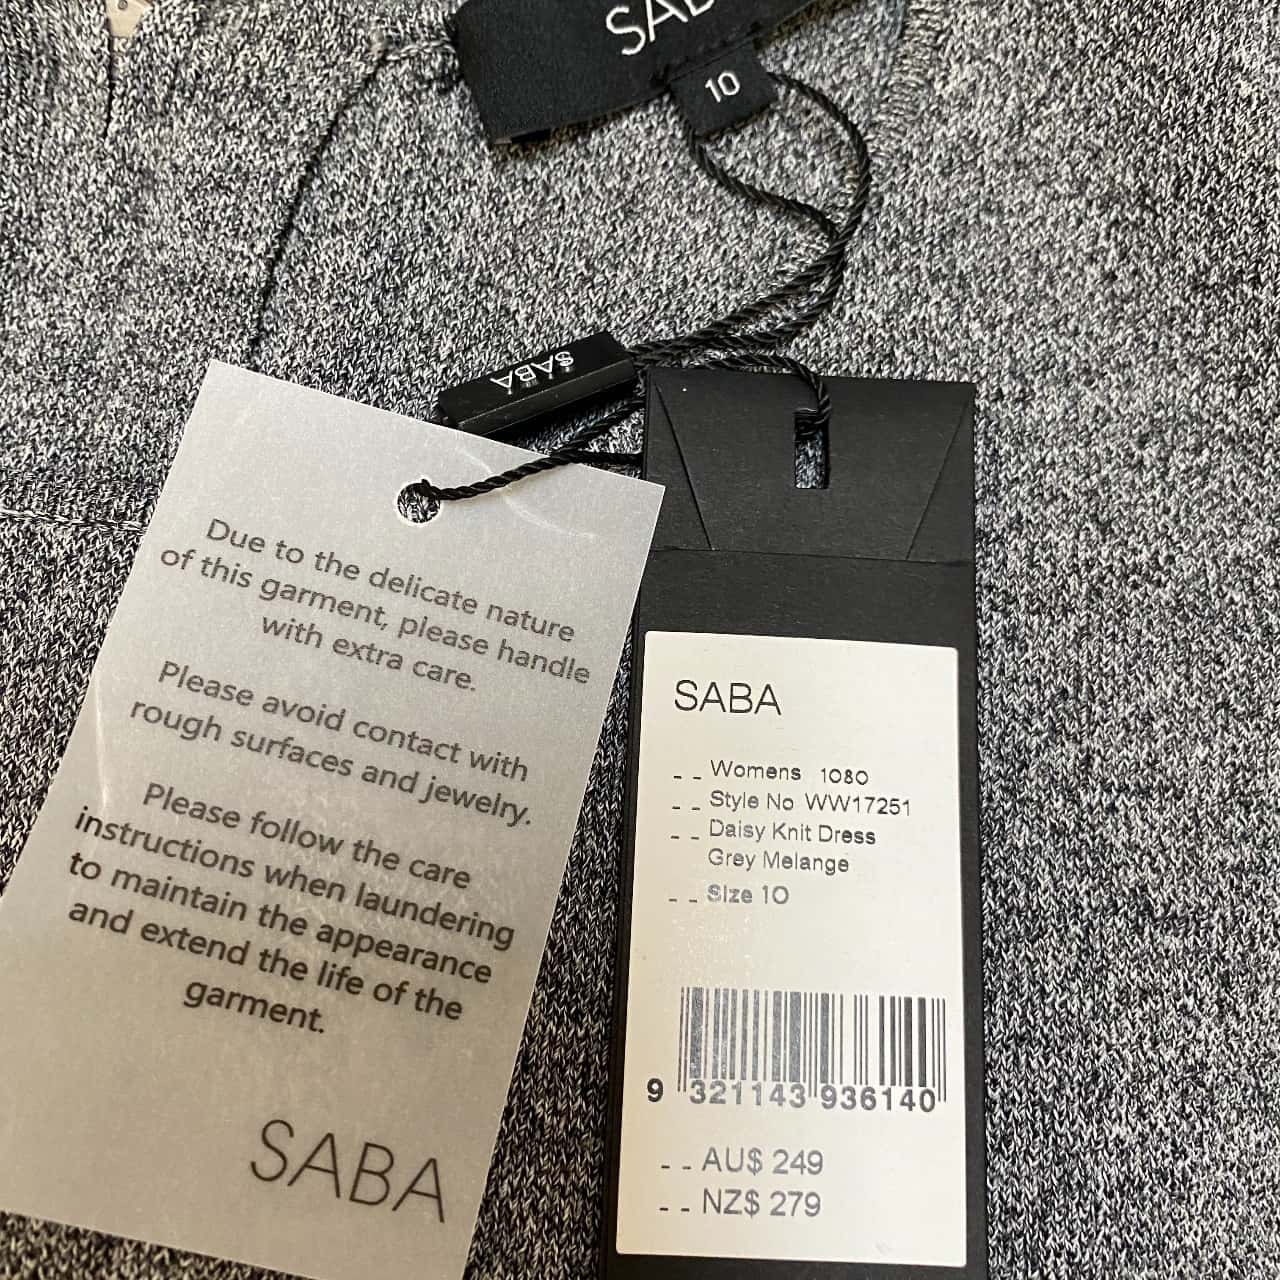 10
SABA
Due to the delicate nature
of this garment, please handle
with extra care.
Please avoid contact with
rough surfaces and jewelry.
Please follow the care
instructions when laundering
to maintain the appearance
and extend the life of the
garment.
SABA
SABA
_ _ Womens 1080
_ _ Style No WW17251
_ _ Daisy Knit Dress
Grey Melange
_ _ Size 10
9 321143 936140
_ _ AU$ 249
_ _ NZ$ 279